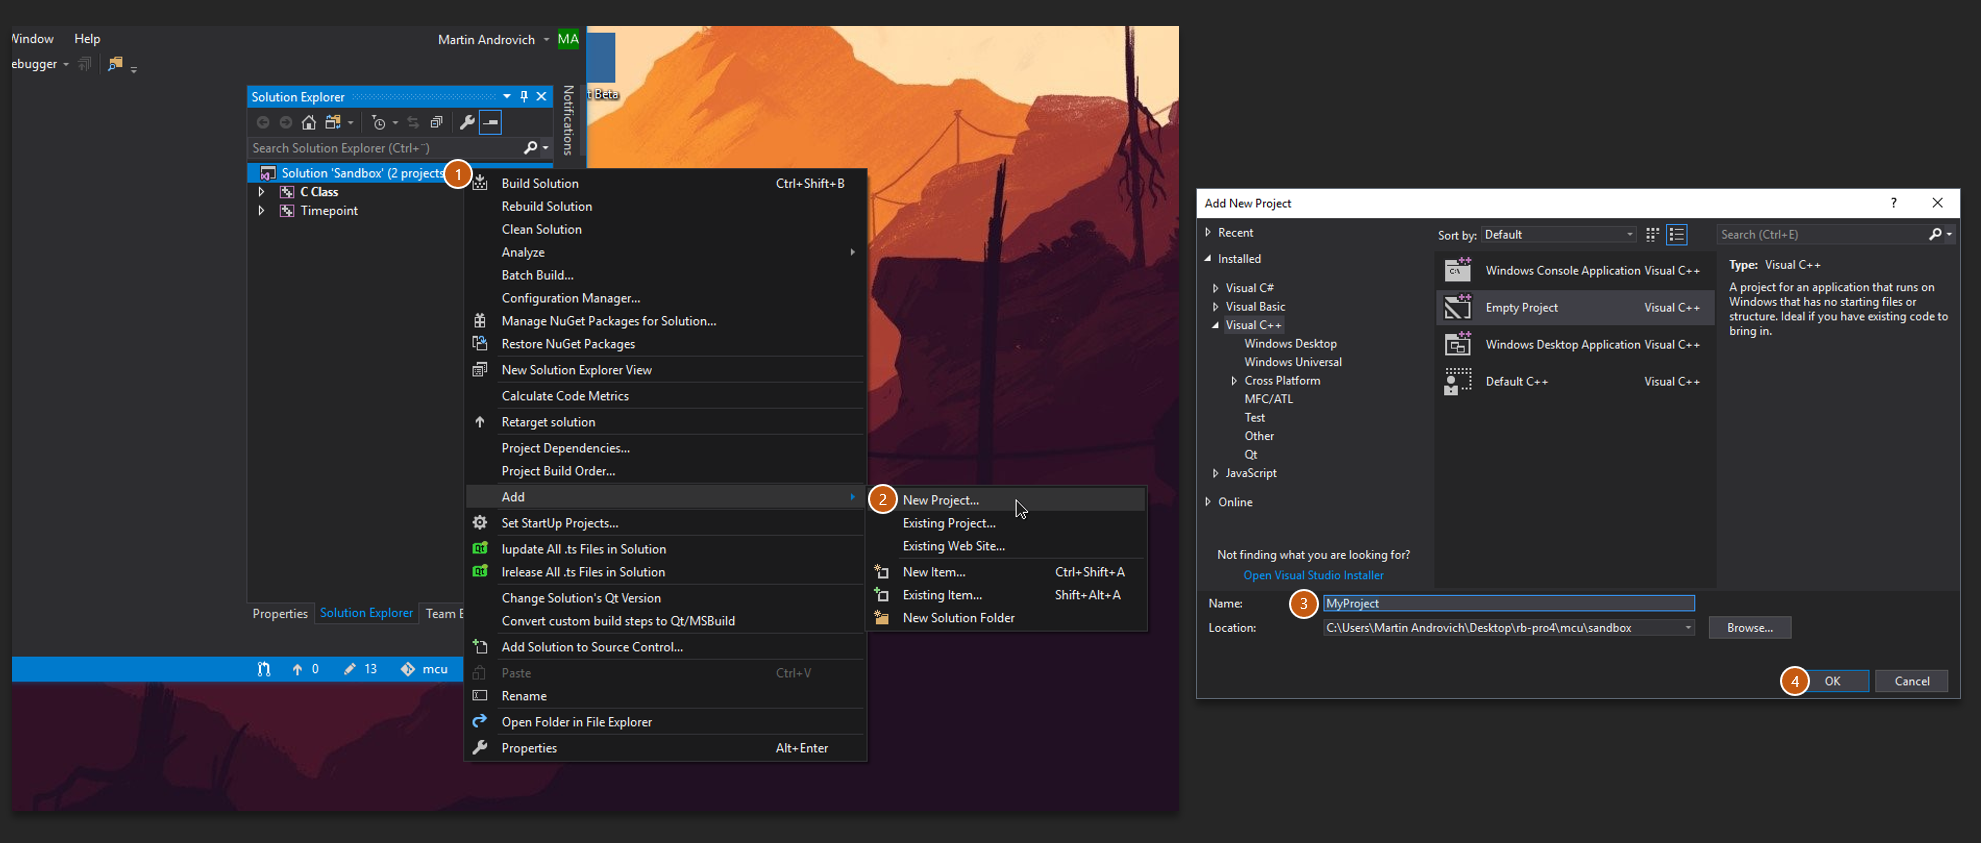 Window Help
Martin Androvich MA
ebugger
t Beta
Solution Explorer
Notifications
Search Solution Explorer (Ctrl+¨)
Solution 'Sandbox' (2 projects
1
C Class
Timepoint
Build Solution Ctrl+Shift+B
Rebuild Solution
Clean Solution
Analyze
Batch Build...
Configuration Manager...
Manage NuGet Packages for Solution...
Restore NuGet Packages
New Solution Explorer View
Calculate Code Metrics
Retarget solution
Project Dependencies...
Project Build Order...
Add
Set StartUp Projects...
lupdate All .ts Files in Solution
lrelease All .ts Files in Solution
Change Solution's Qt Version
Convert custom build steps to Qt/MSBuild
Add Solution to Source Control...
Paste Ctrl+V
Rename
Open Folder in File Explorer
Properties Alt+Enter
2
New Project...
Existing Project...
Existing Web Site...
New Item... Ctrl+Shift+A
Existing Item... Shift+Alt+A
New Solution Folder
Properties Solution Explorer Team E
0 13 mcu
Add New Project
Recent
Installed
Visual C#
Visual Basic
Visual C++
Windows Desktop
Windows Universal
Cross Platform
MFC/ATL
Test
Other
Qt
JavaScript
Online
Not finding what you are looking for?
Open Visual Studio Installer
Sort by: Default
Search (Ctrl+E)
Windows Console Application Visual C++
Empty Project Visual C++
Windows Desktop Application Visual C++
Default C++ Visual C++
Type: Visual C++
A project for an application that runs on
Windows that has no starting files or
structure. Ideal if you have existing code to
bring in.
Name: 3 MyProject
Location: C:\Users\Martin Androvich\Desktop\rb-pro4\mcu\sandbox Browse...
4 OK Cancel